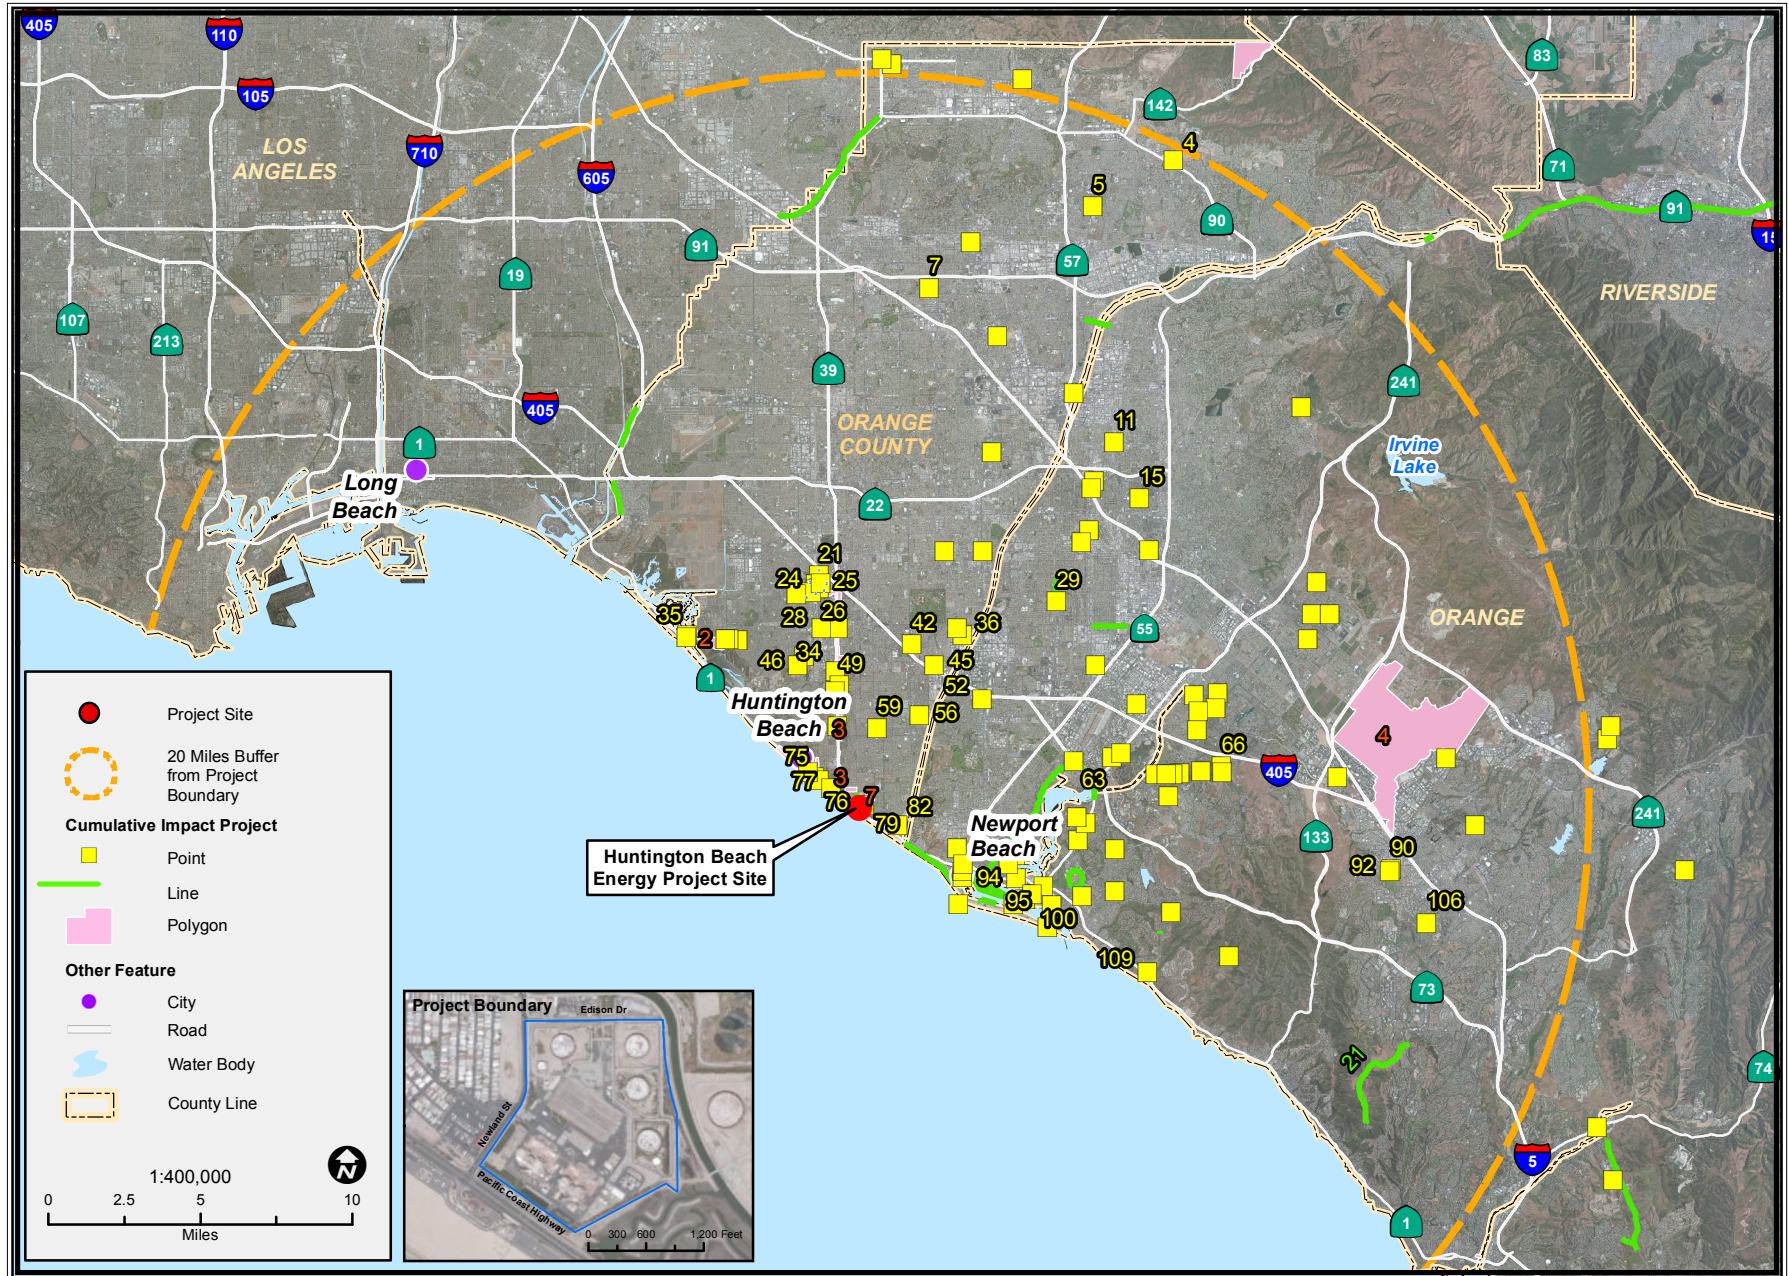 405
110
105
710
605
LOS
ANGELES
83
142
71
91
15
4
5
90
57
7
91
19
107
213
RIVERSIDE
39
241
405
ORANGE
COUNTY
11
Irvine
Lake
1
Long
Beach
22
15
21
24
25
29
26
28
35
2
42
36
55
ORANGE
46
34
49
45
1
52
Huntington
Beach
59
56
3
4
75
66
405
77
3
63
76
7
82
79
Newport
Beach
133
241
Huntington Beach
Energy Project Site
90
92
94
95
106
100
109
73
21
74
5
1
Project Site
20 Miles Buffer
from Project
Boundary
Cumulative Impact Project
Point
Line
Polygon
Other Feature
City
Road
Water Body
County Line
N
1:400,000
0 2.5 5 10
Miles
Project Boundary
Edison Dr
Newland St
Pacific Coast Highway
0 300 600 1,200 Feet